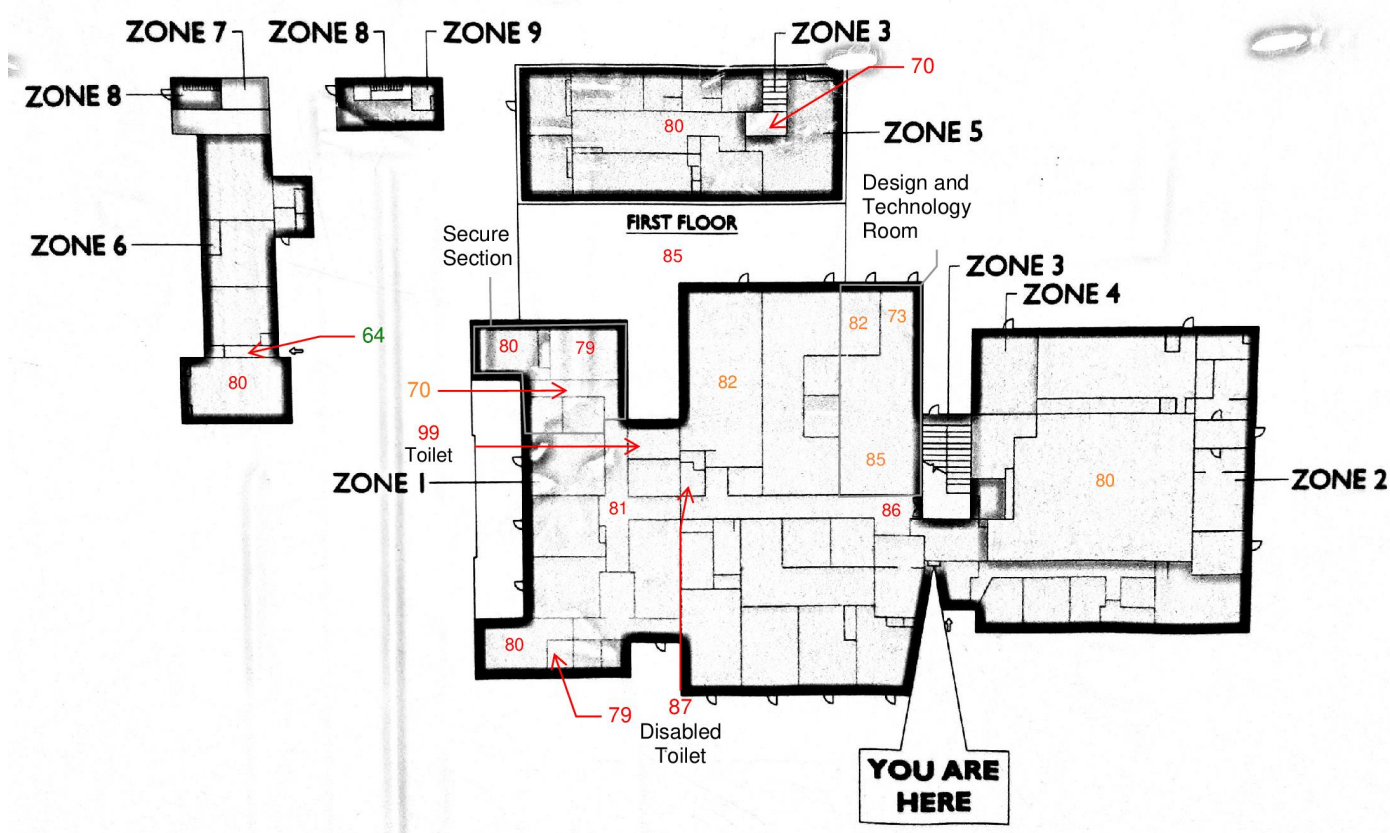 ZONE 7
ZONE 8
ZONE 9
ZONE 3
70
ZONE 8
80
ZONE 5
Design and
Technology
Room
FIRST FLOOR
Secure
Section
ZONE 6
85
ZONE 3
ZONE 4
82
73
64
80
79
80
70
82
99
Toilet
85
80
ZONE 1
ZONE 2
81
86
80
79
87
Disabled
Toilet
YOU ARE
HERE